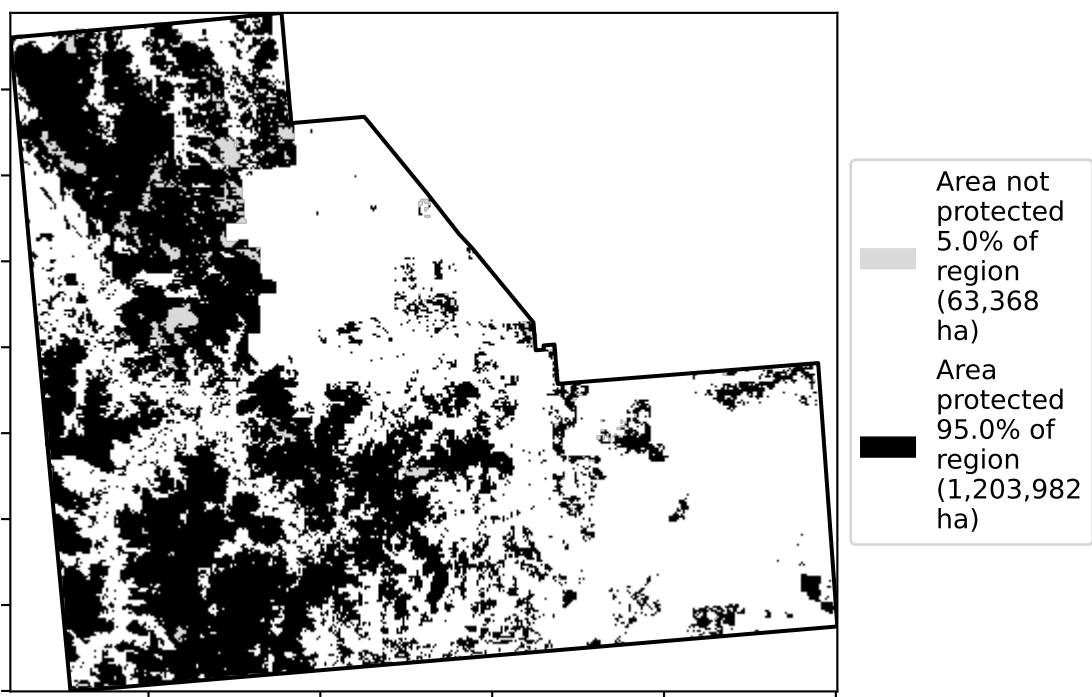 Area not
protected
5.0% of
region
(63,368
ha)
Area
protected
95.0% of
region
(1,203,982
ha)